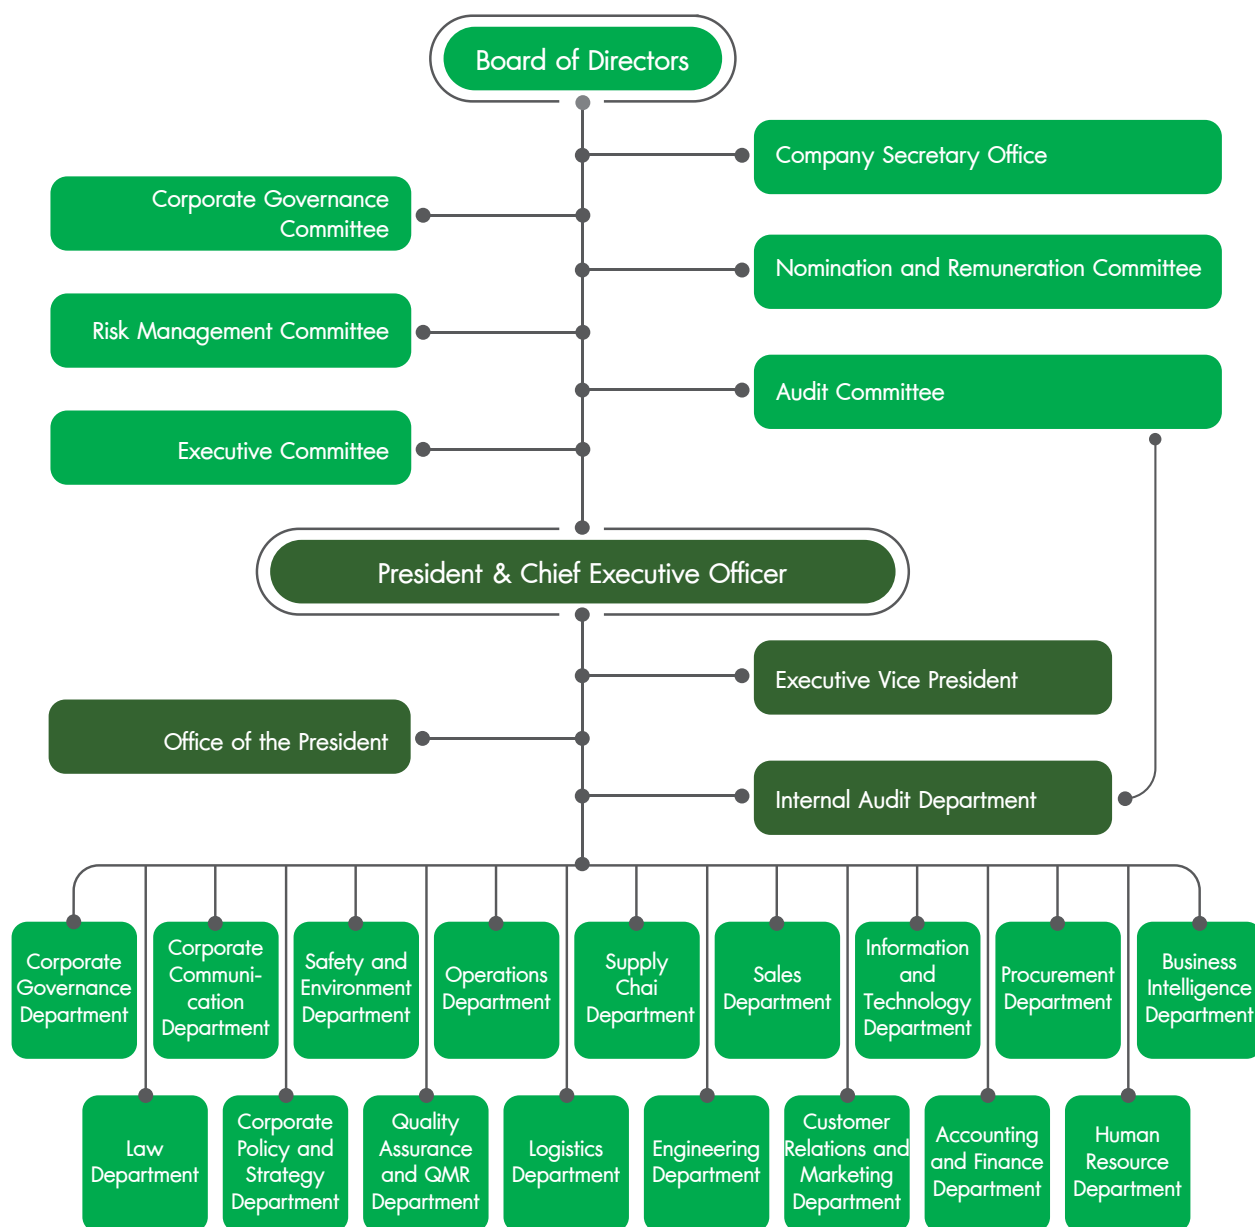 Board of Directors
Company Secretary Office
Corporate Governance
Committee
Nomination and Remuneration Committee
Risk Management Committee
Audit Committee
Executive Committee
President & Chief Executive Officer
Executive Vice President
Office of the President
Internal Audit Department
Corporate
Governance
Department
Corporate
Communi-
cation
Department
Safety and
Environment
Department
Operations
Department
Supply
Chai
Department
Sales
Department
Information
and
Technology
Department
Procurement
Department
Business
Intelligence
Department
Law
Department
Corporate
Policy and
Strategy
Department
Quality
Assurance
and QMR
Department
Logistics
Department
Engineering
Department
Customer
Relations and
Marketing
Department
Accounting
and Finance
Department
Human
Resource
Department